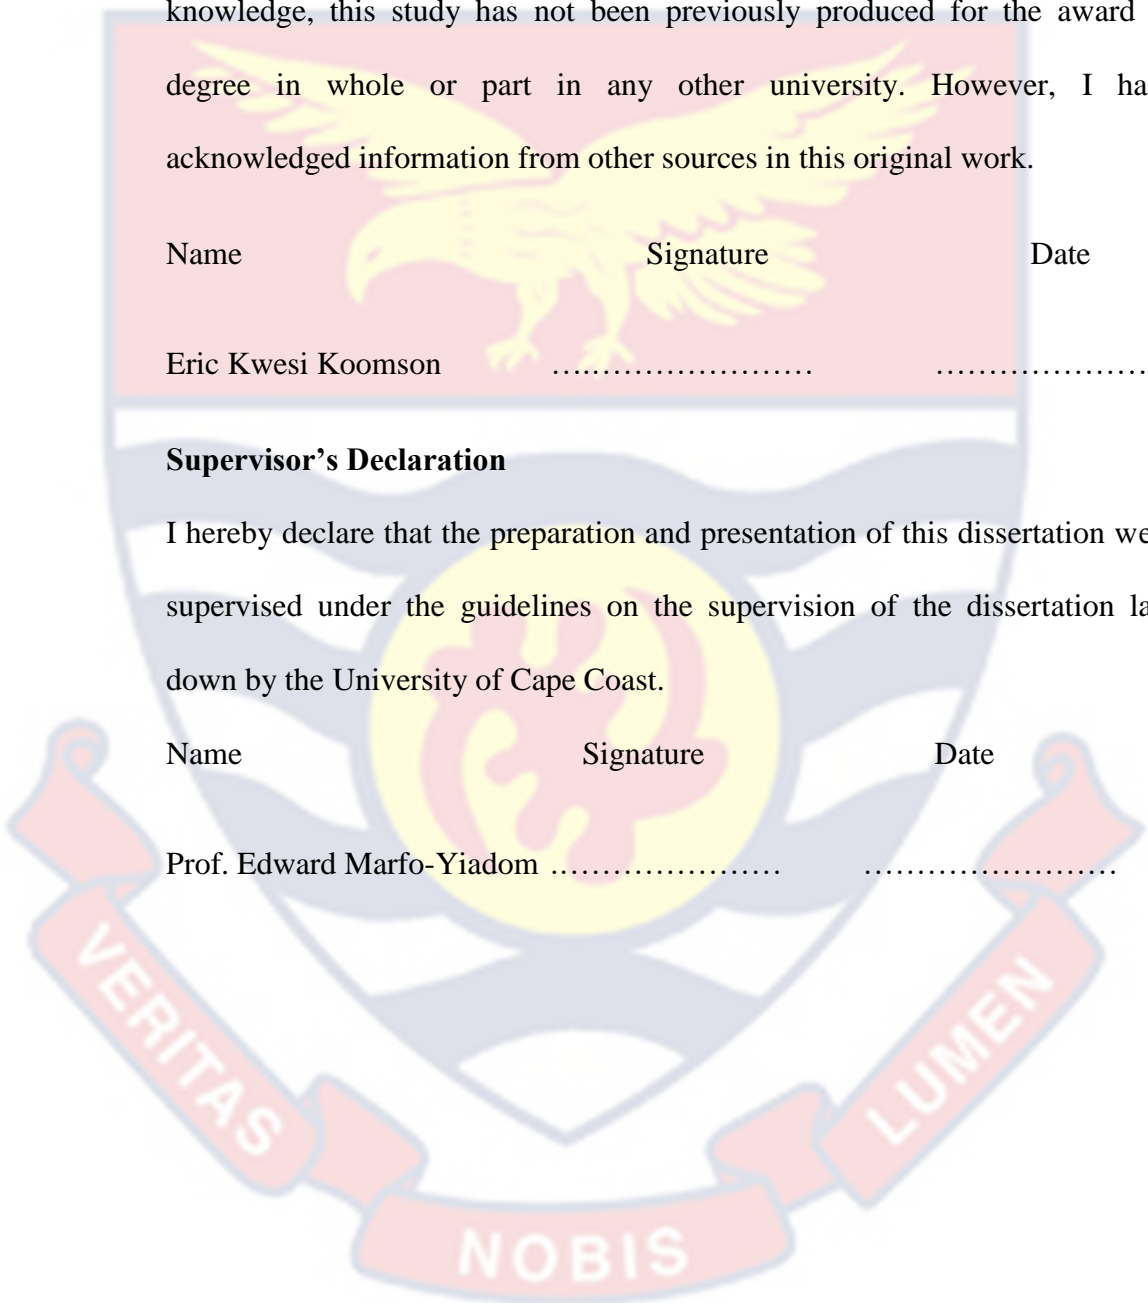 knowledge, this study has not been previously produced for the award
degree in whole or part in any other university. However, I ha
acknowledged information from other sources in this original work.
Name Signature Date
Eric Kwesi Koomson ………………………. …………………
Supervisor’s Declaration
I hereby declare that the preparation and presentation of this dissertation we
supervised under the guidelines on the supervision of the dissertation la
down by the University of Cape Coast.
Name Signature Date
Prof. Edward Marfo-Yiadom …………………… ……………………
VERITAS
NOBIS
LUMEN